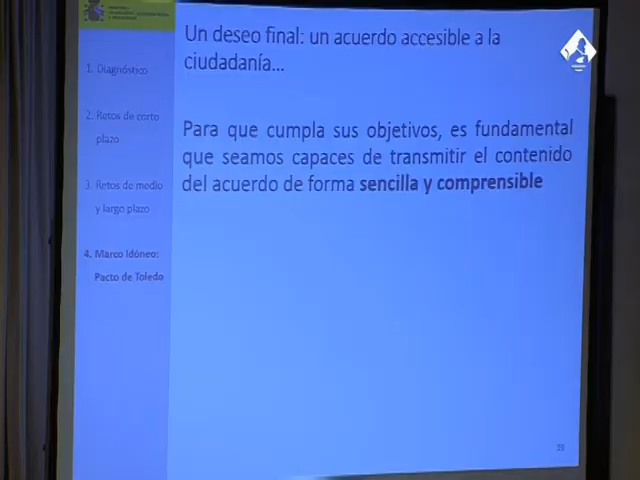 Un deseo final: un acuerdo accesible a la
ciudadanía...
1. Diagnóstico
2. Retos de corto
plazo
3. Retos de medio
y largo plazo
4. Marco Idóneo:
Pacto de Toledo
Para que cumpla sus objetivos, es fundamental
que seamos capaces de transmitir el contenido
del acuerdo de forma sencilla y comprensible